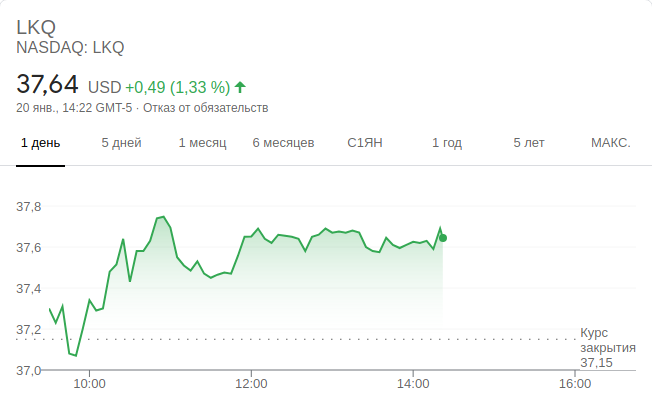 LKQ
NASDAQ: LKQ
37,64 USD +0,49 (1,33 %)
20 янв., 14:22 GMT-5 · Отказ от обязательств
1 день 5 дней 1 месяц 6 месяцев С1ЯН 1 год 5 лет МАКС.
37,8
37,6
37,4
37,2
37,0
Курс
закрытия
37,15
10:00 12:00 14:00 16:00